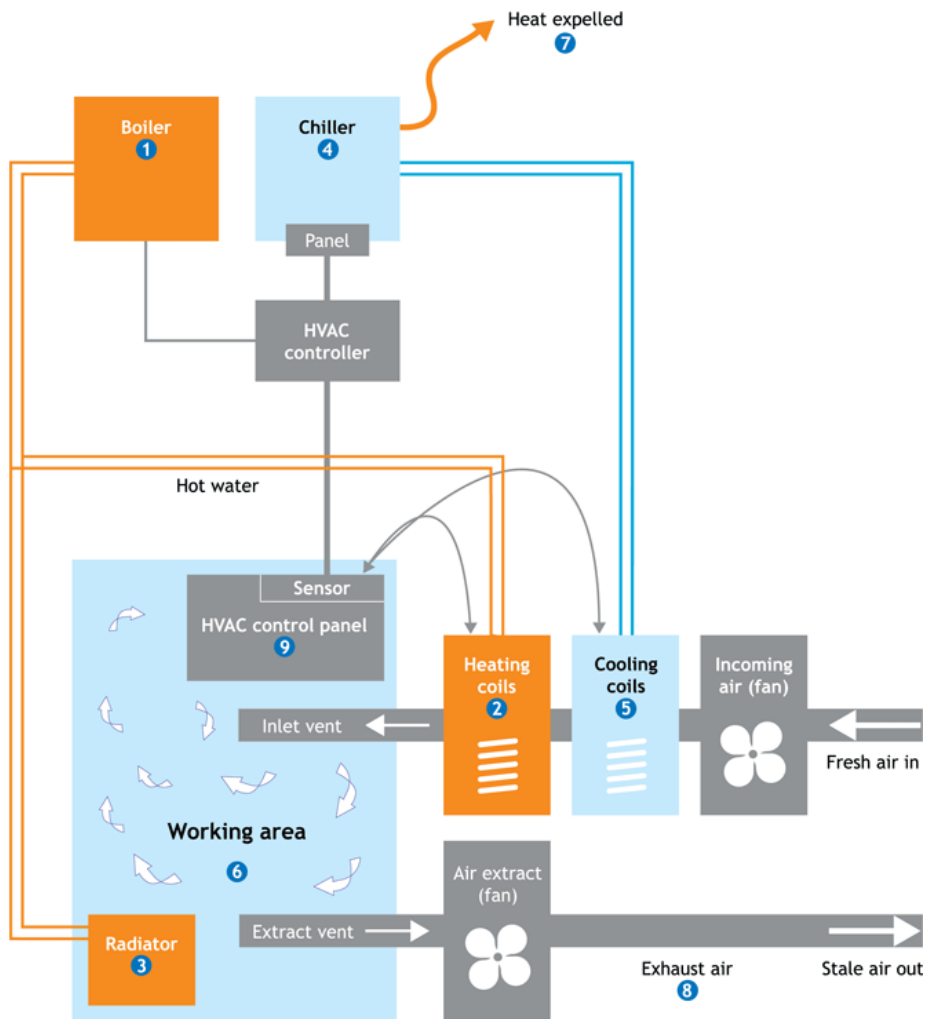 Heat expelled
7
Boiler
1
Chiller
4
Panel
HVAC
controller
Hot water
Sensor
HVAC control panel
9
Heating
coils
2
Cooling
coils
5
Incoming
air (fan)
Inlet vent
Fresh air in
Working area
6
Air extract
(fan)
Extract vent
Radiator
3
Exhaust air
8
Stale air out